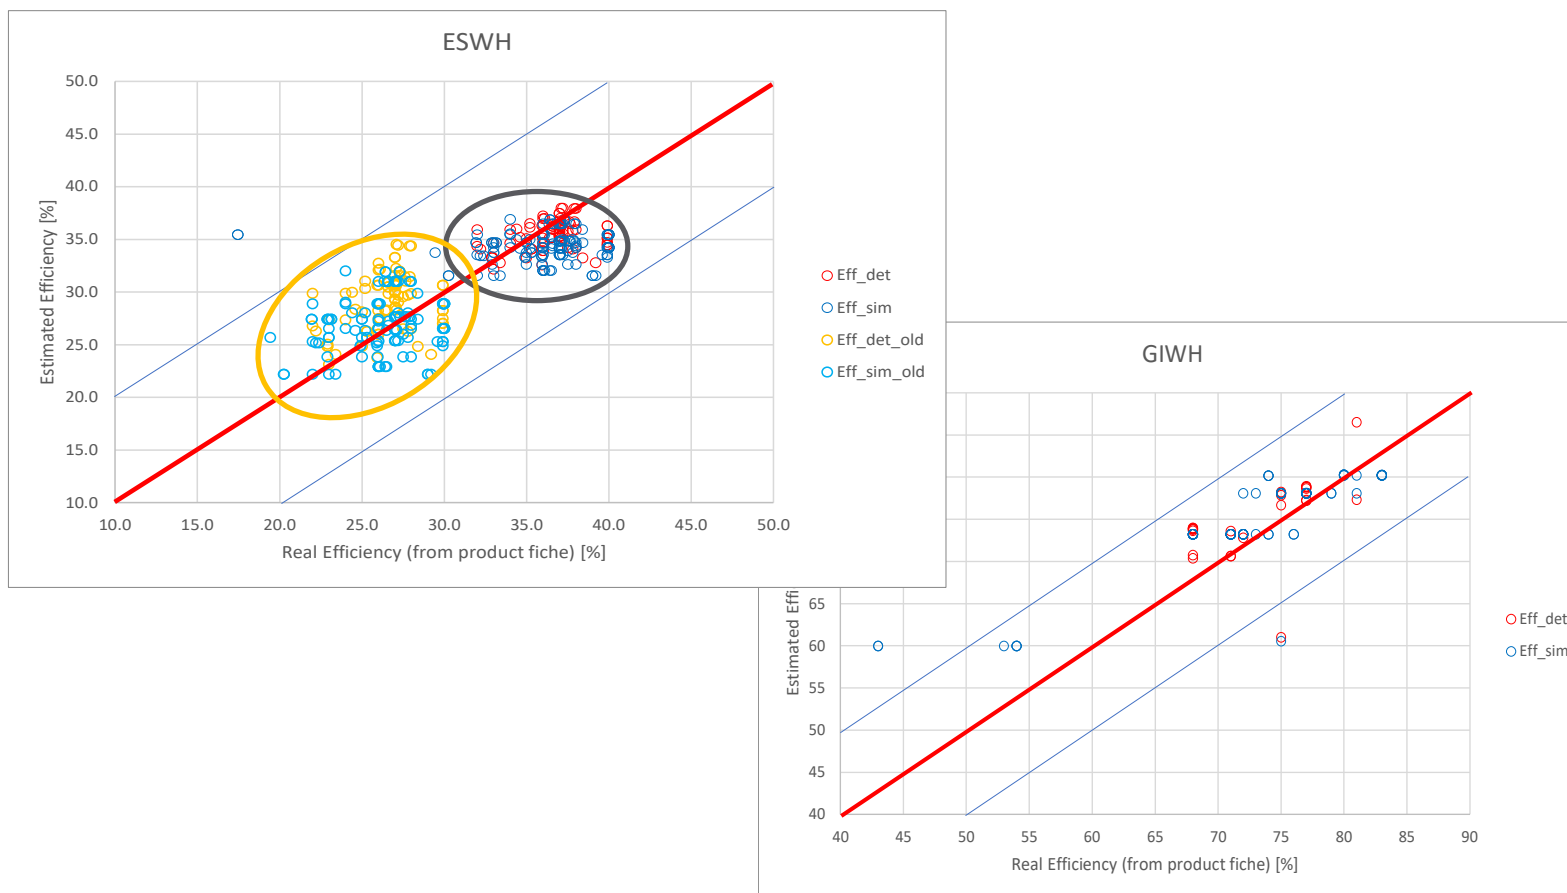 ESWH
50.0
45.0
40.0
35.0
30.0
25.0
20.0
15.0
10.0
Estimated Efficiency [%]
10.0 15.0 20.0 25.0 30.0 35.0 40.0 45.0 50.0
Real Efficiency (from product fiche) [%]
Eff_det
Eff_sim
Eff_det_old
Eff_sim_old
GIWH
65
60
55
50
45
40
Estimated
40 45 50 55 60 65 70 75 80 85 90
Real Efficiency (from product fiche) [%]
Eff_det
Eff_sim